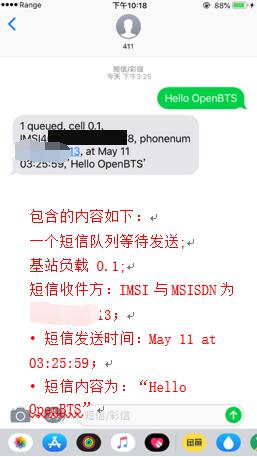 Range 下午10:18 88%
411
短信/彩信
今天 下午3:25
Hello OpenBTS
1 queued, cell 0.1,
IMSI4 8, phonenum
13, at May 11
03:25:59,'Hello OpenBTS'
包含的内容如下：
一个短信队列等待发送;
基站负载 0.1;
短信收件方：IMSI 与 MSISDN 为
13；
• 短信发送时间：May 11 at
03:25:59；
• 短信内容为：“Hello
OpenBTS”
短信/彩信